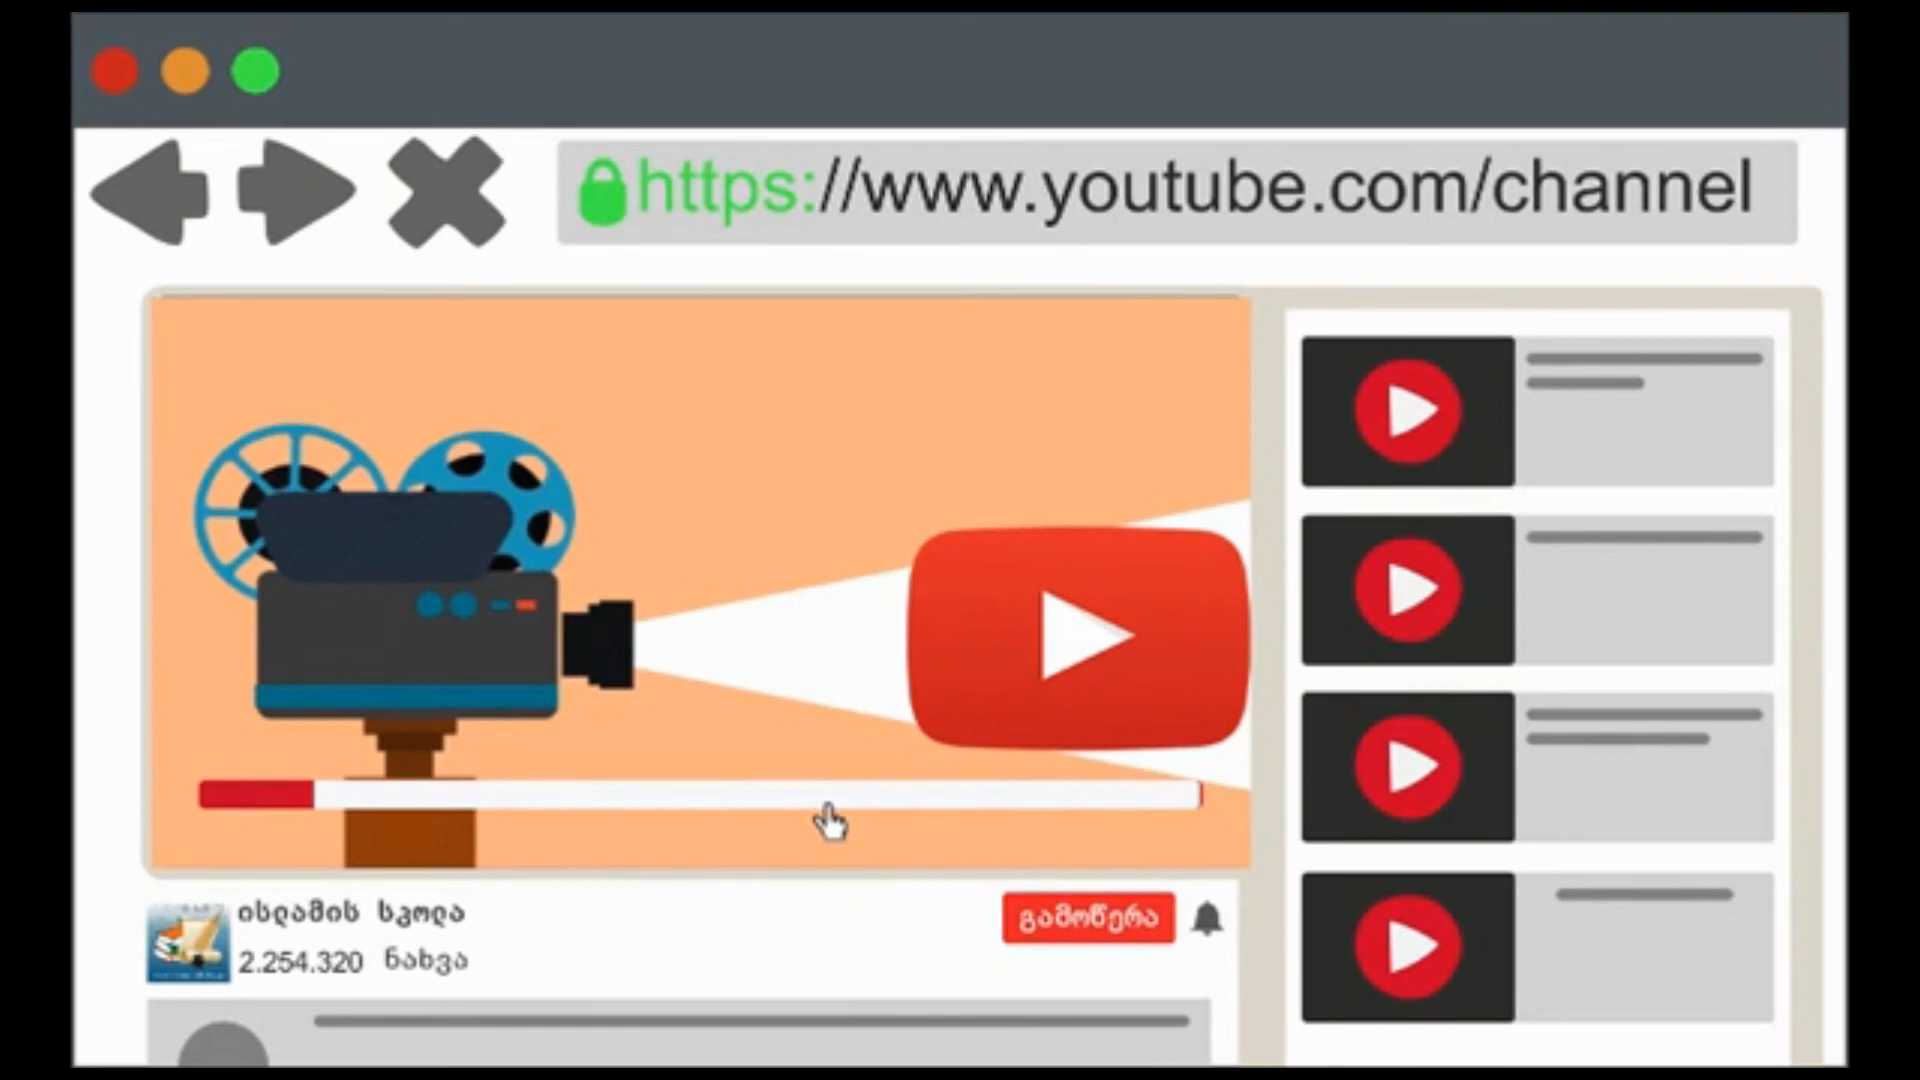 https://www.youtube.com/channel
ისლამის სკოლა
გამოწერა
2.254.320 ნახვა